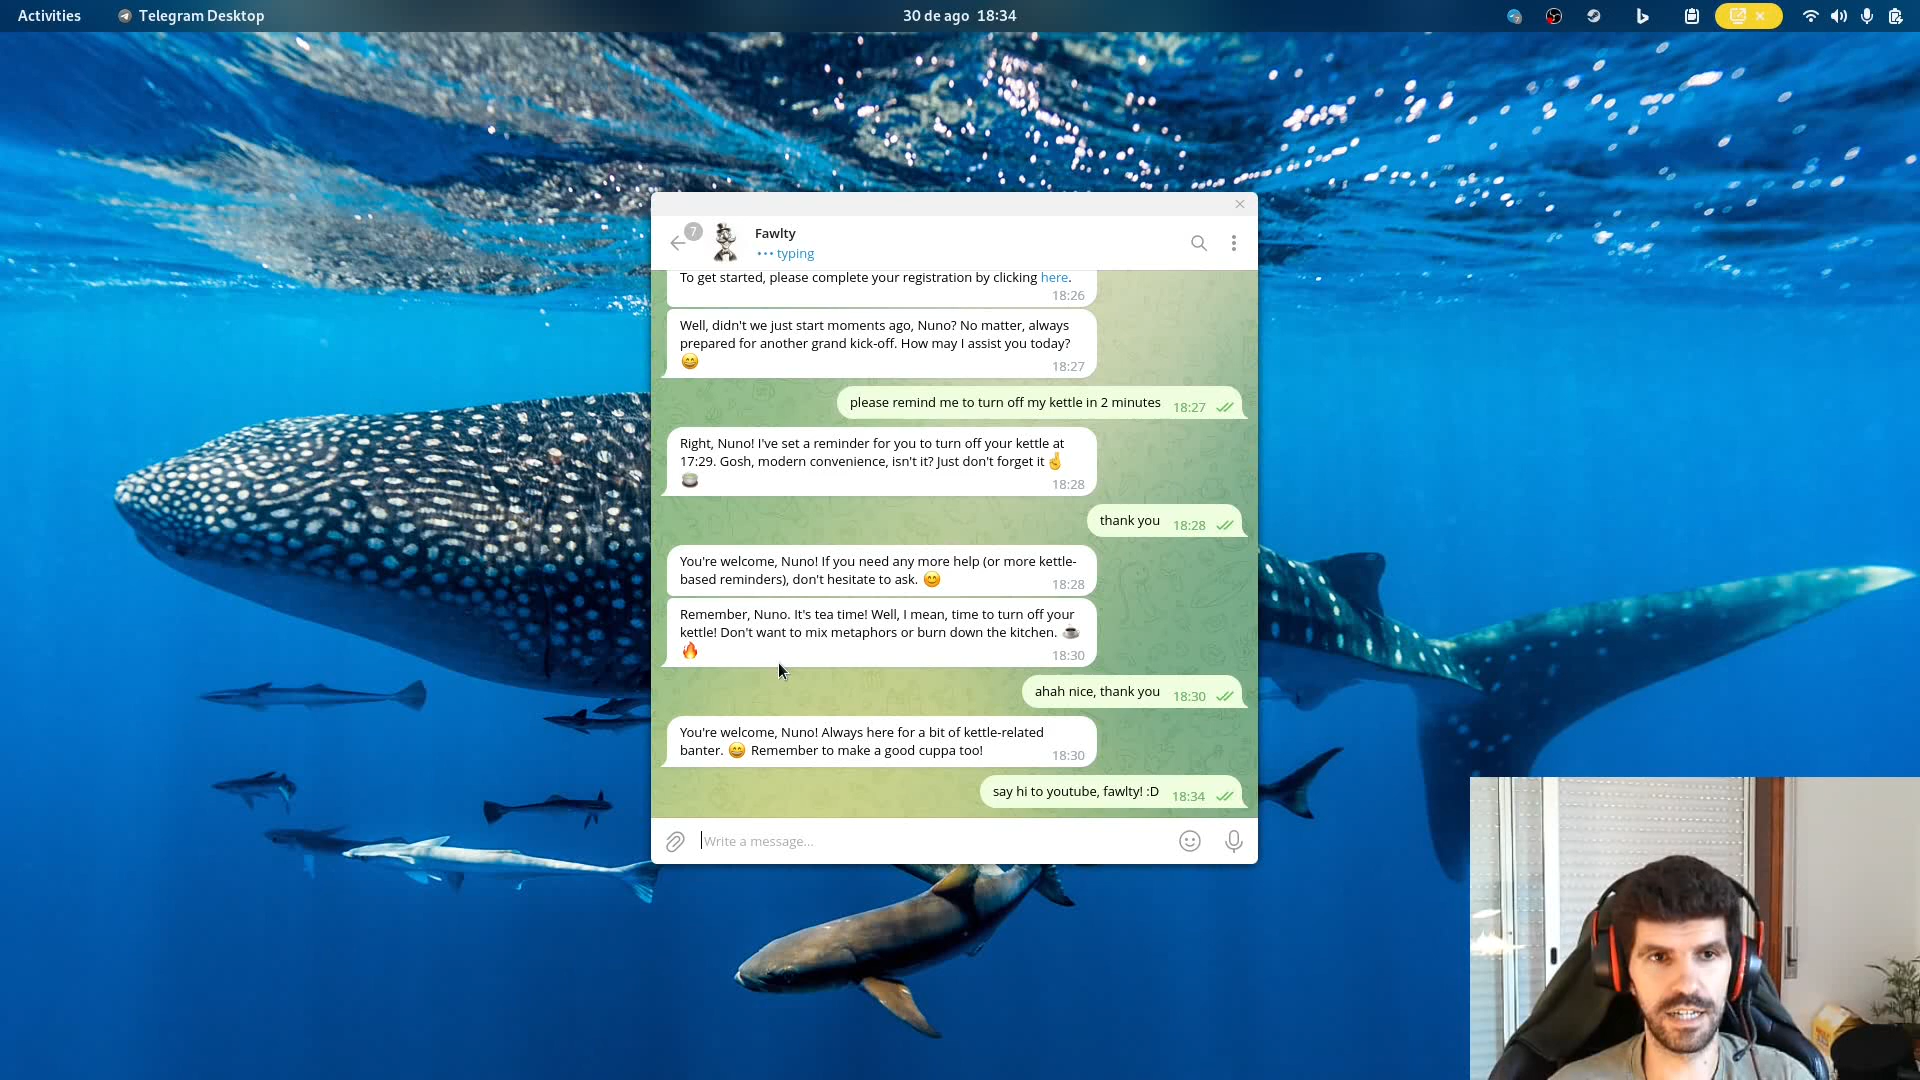 Activities
Telegram Desktop
30 de ago 18:34
7
Fawlty
typing
To get started, please complete your registration by clicking here.
18:26
Well, didn't we just start moments ago, Nuno? No matter, always
prepared for another grand kick-off. How may I assist you today?
😄
18:27
please remind me to turn off my kettle in 2 minutes 18:27
Right, Nuno! I've set a reminder for you to turn off your kettle at
17:29. Gosh, modern convenience, isn't it? Just don't forget it🤞
🍵
18:28
thank you 18:28
You're welcome, Nuno! If you need any more help (or more kettle-
based reminders), don't hesitate to ask. 😊 18:28
Remember, Nuno. It's tea time! Well, I mean, time to turn off your
kettle! Don't want to mix metaphors or burn down the kitchen. ☕
🔥
18:30
ahah nice, thank you 18:30
You're welcome, Nuno! Always here for a bit of kettle-related
banter. 😄 Remember to make a good cuppa too! 18:30
say hi to youtube, fawlty! :D 18:34
Write a message...